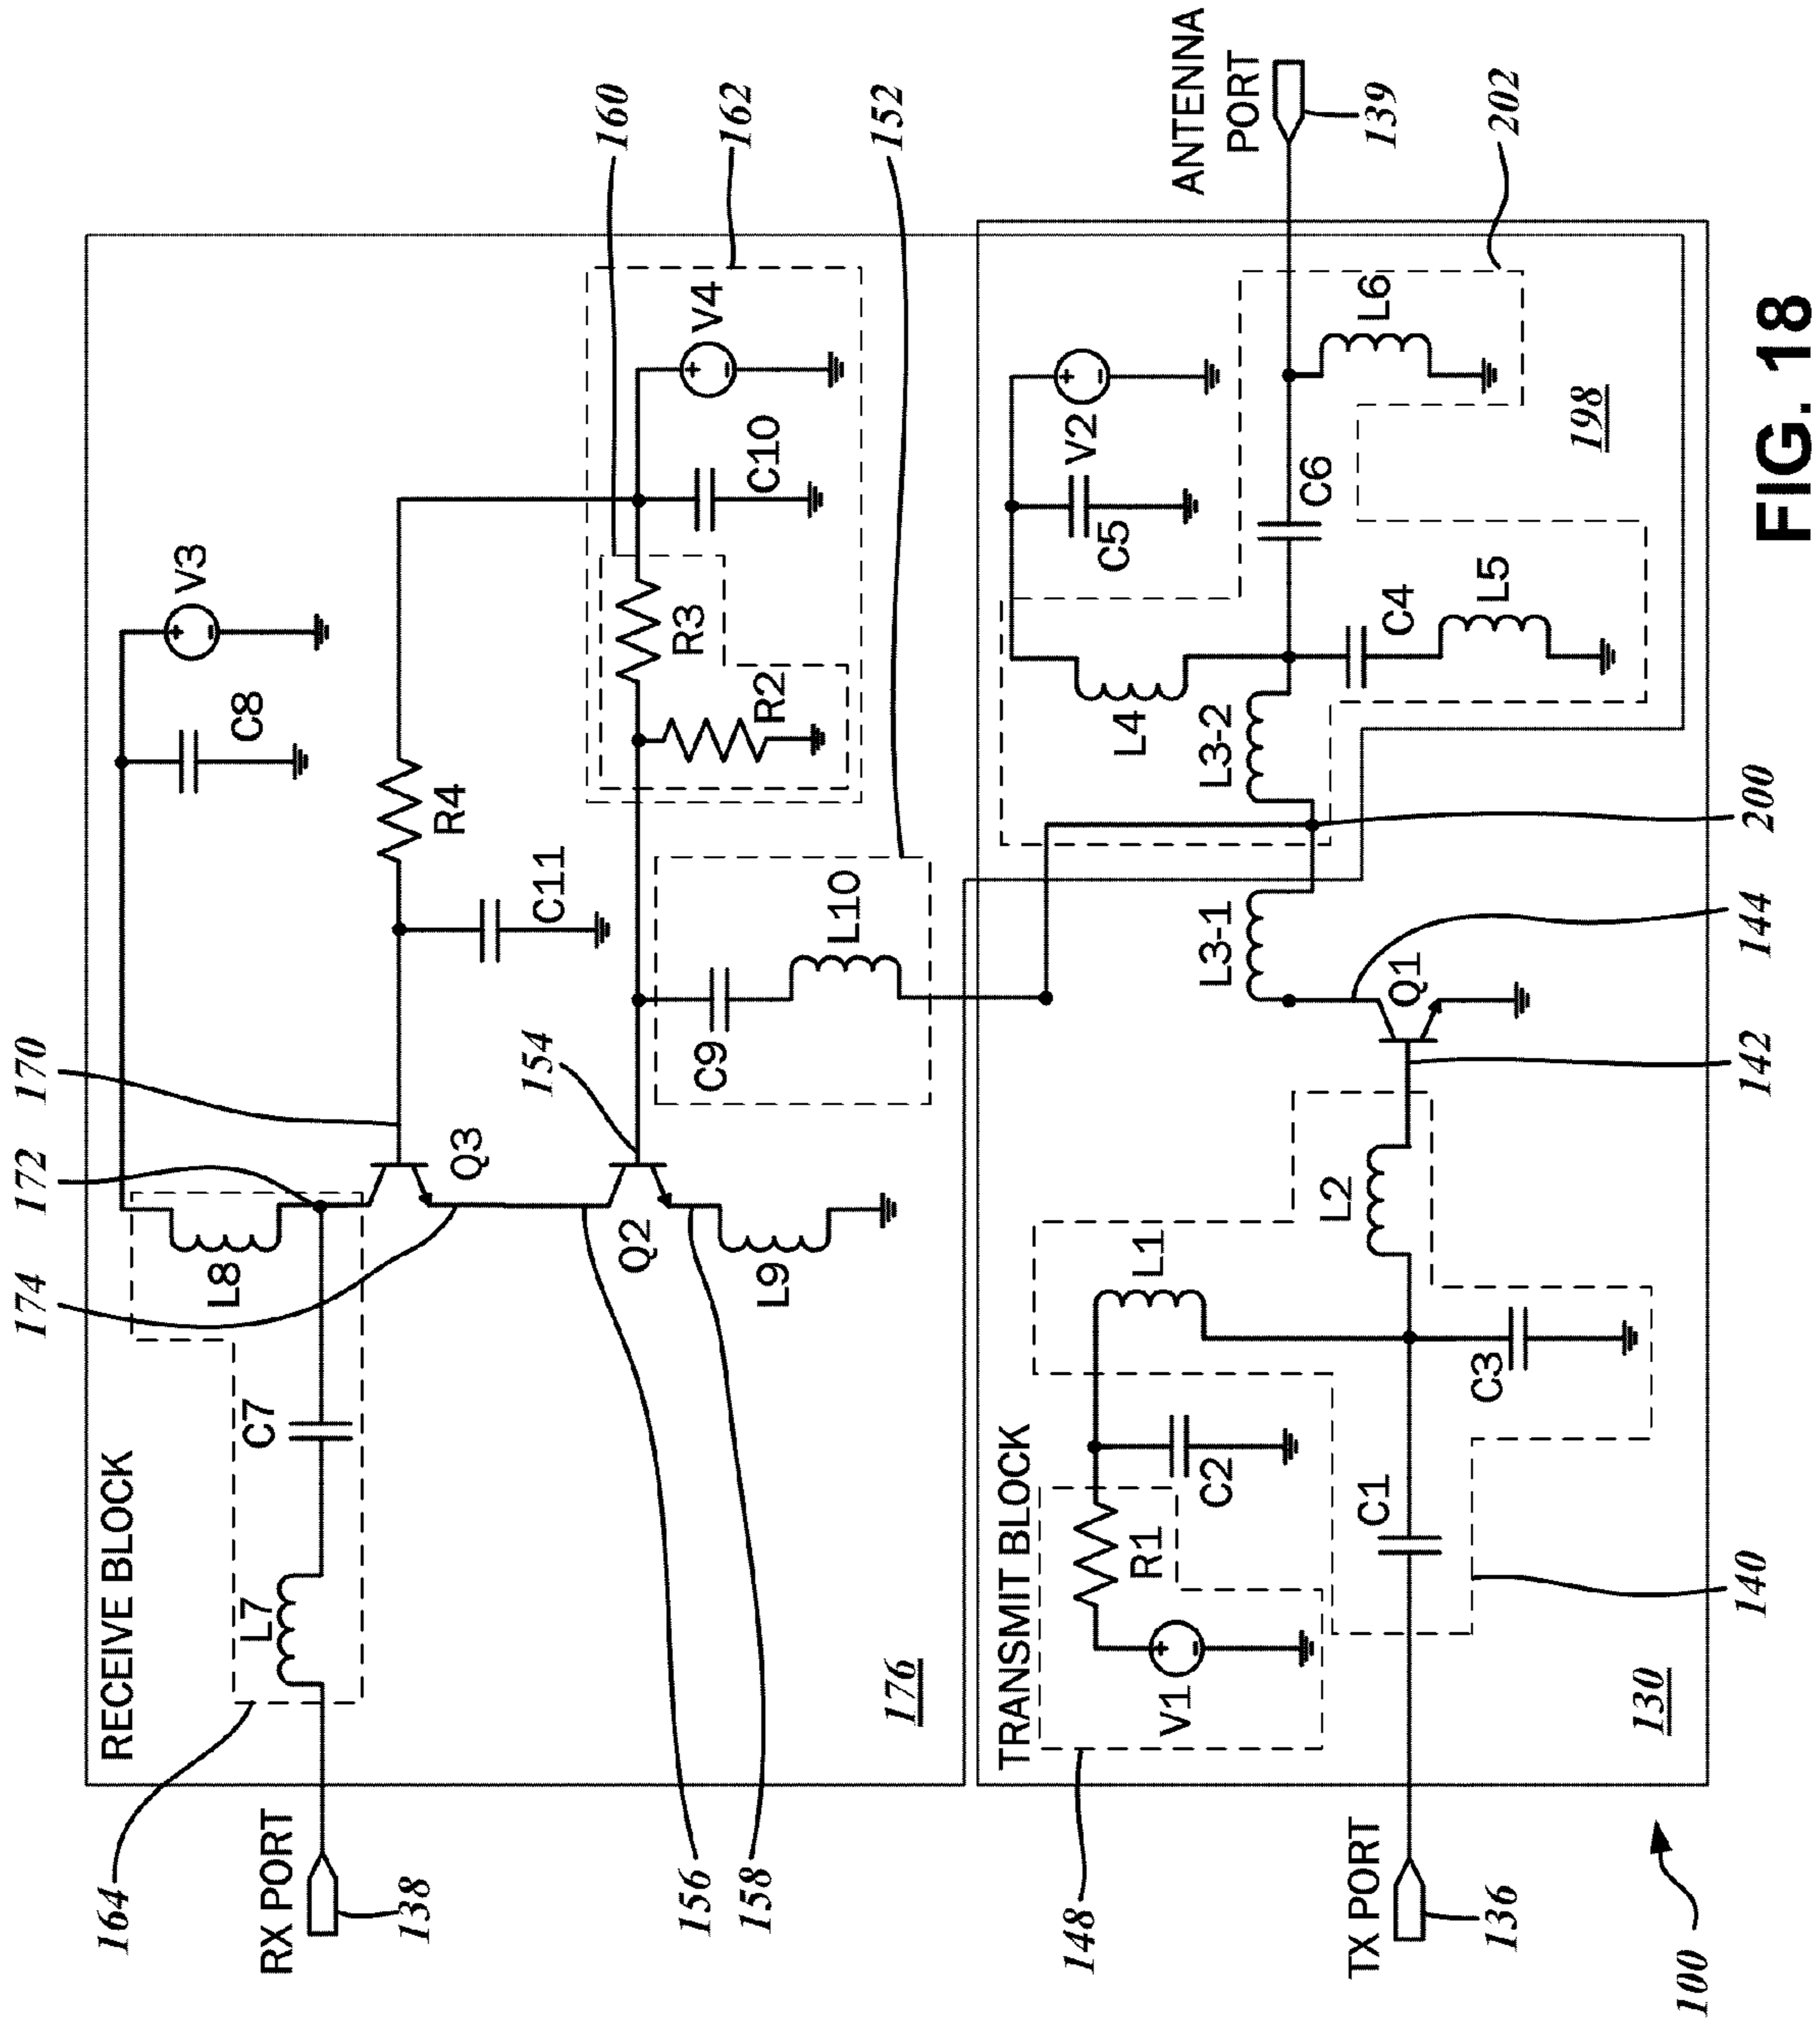 160
162
152
ANTENNA
PORT
139
202
V3
V4
C8
C10
R3
R2
R4
C11
L10
C9
170
172
174
154
Q3
Q2
L8
L9
C7
L7
RECEIVE BLOCK
176
164
RX PORT
138
156
158
V2
C5
C6
L6
198
C4
L5
L4
L3-2
L3-1
200
144
Q1
142
L2
L1
C3
C2
C1
R1
V1
TRANSMIT BLOCK
130
140
148
TX PORT
136
100
FIG. 18